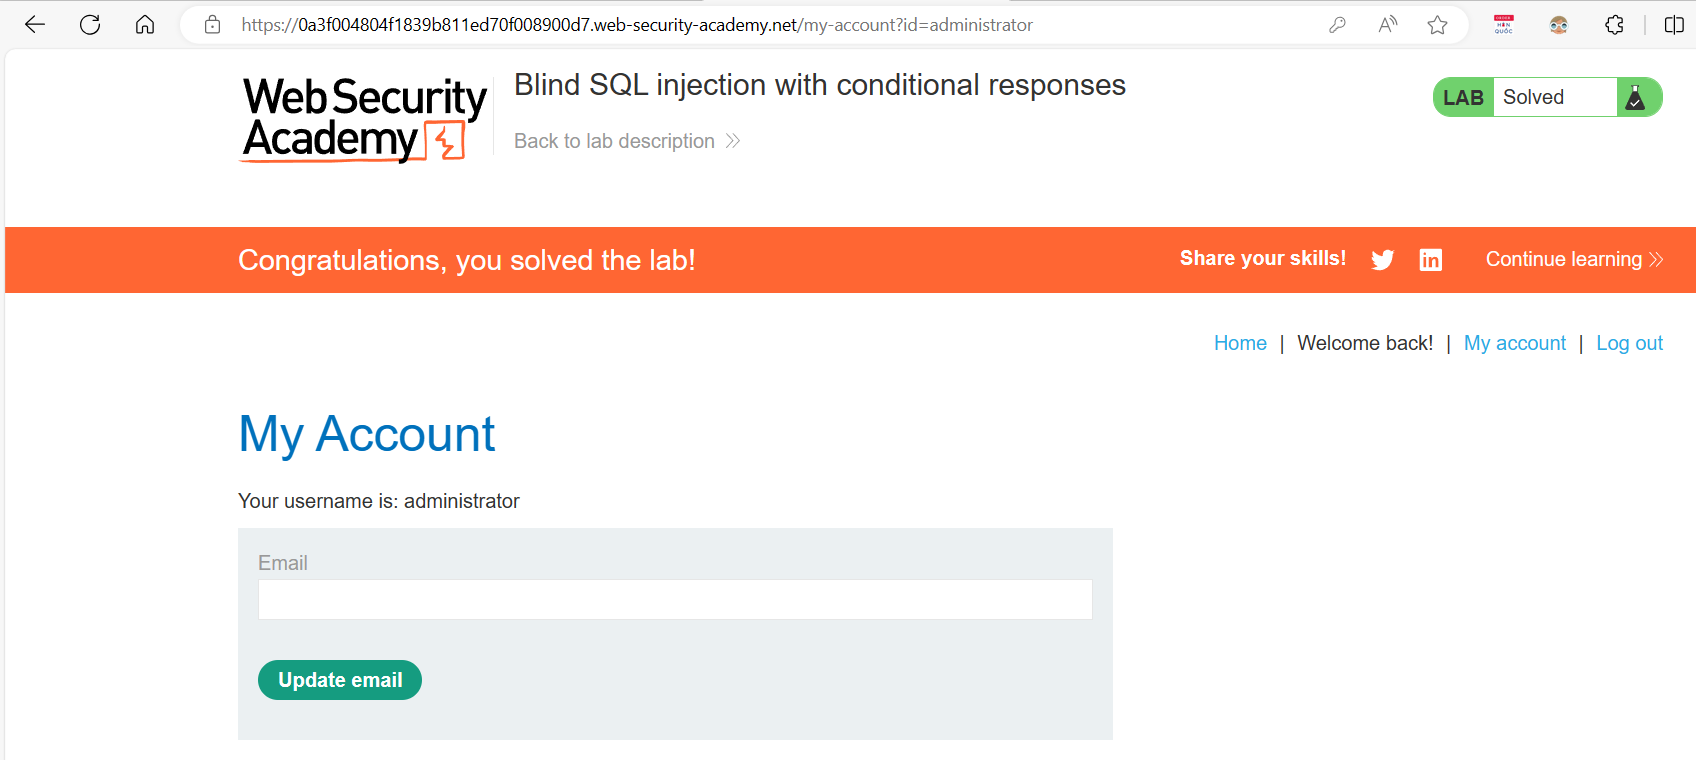 https://0a3f004804f1839b811ed70f008900d7.web-security-academy.net/my-account?id=administrator
Web Security
Academy
Blind SQL injection with conditional responses
Back to lab description
LAB Solved
Congratulations, you solved the lab!
Share your skills!
Continue learning
Home | Welcome back! | My account | Log out
My Account
Your username is: administrator
Email
Update email